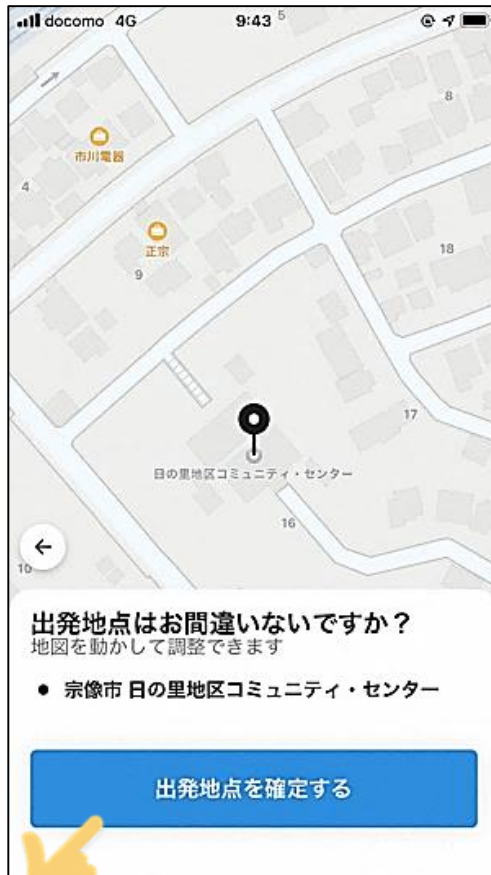 docomo 4G 9:43 5
8
市川電器
4
正宗
9
18
17
日の里地区コミュニティ・センター
16
10
出発地点はお間違いないですか？
地図を動かして調整できます
● 宗像市 日の里地区コミュニティ・センター
出発地点を確定する